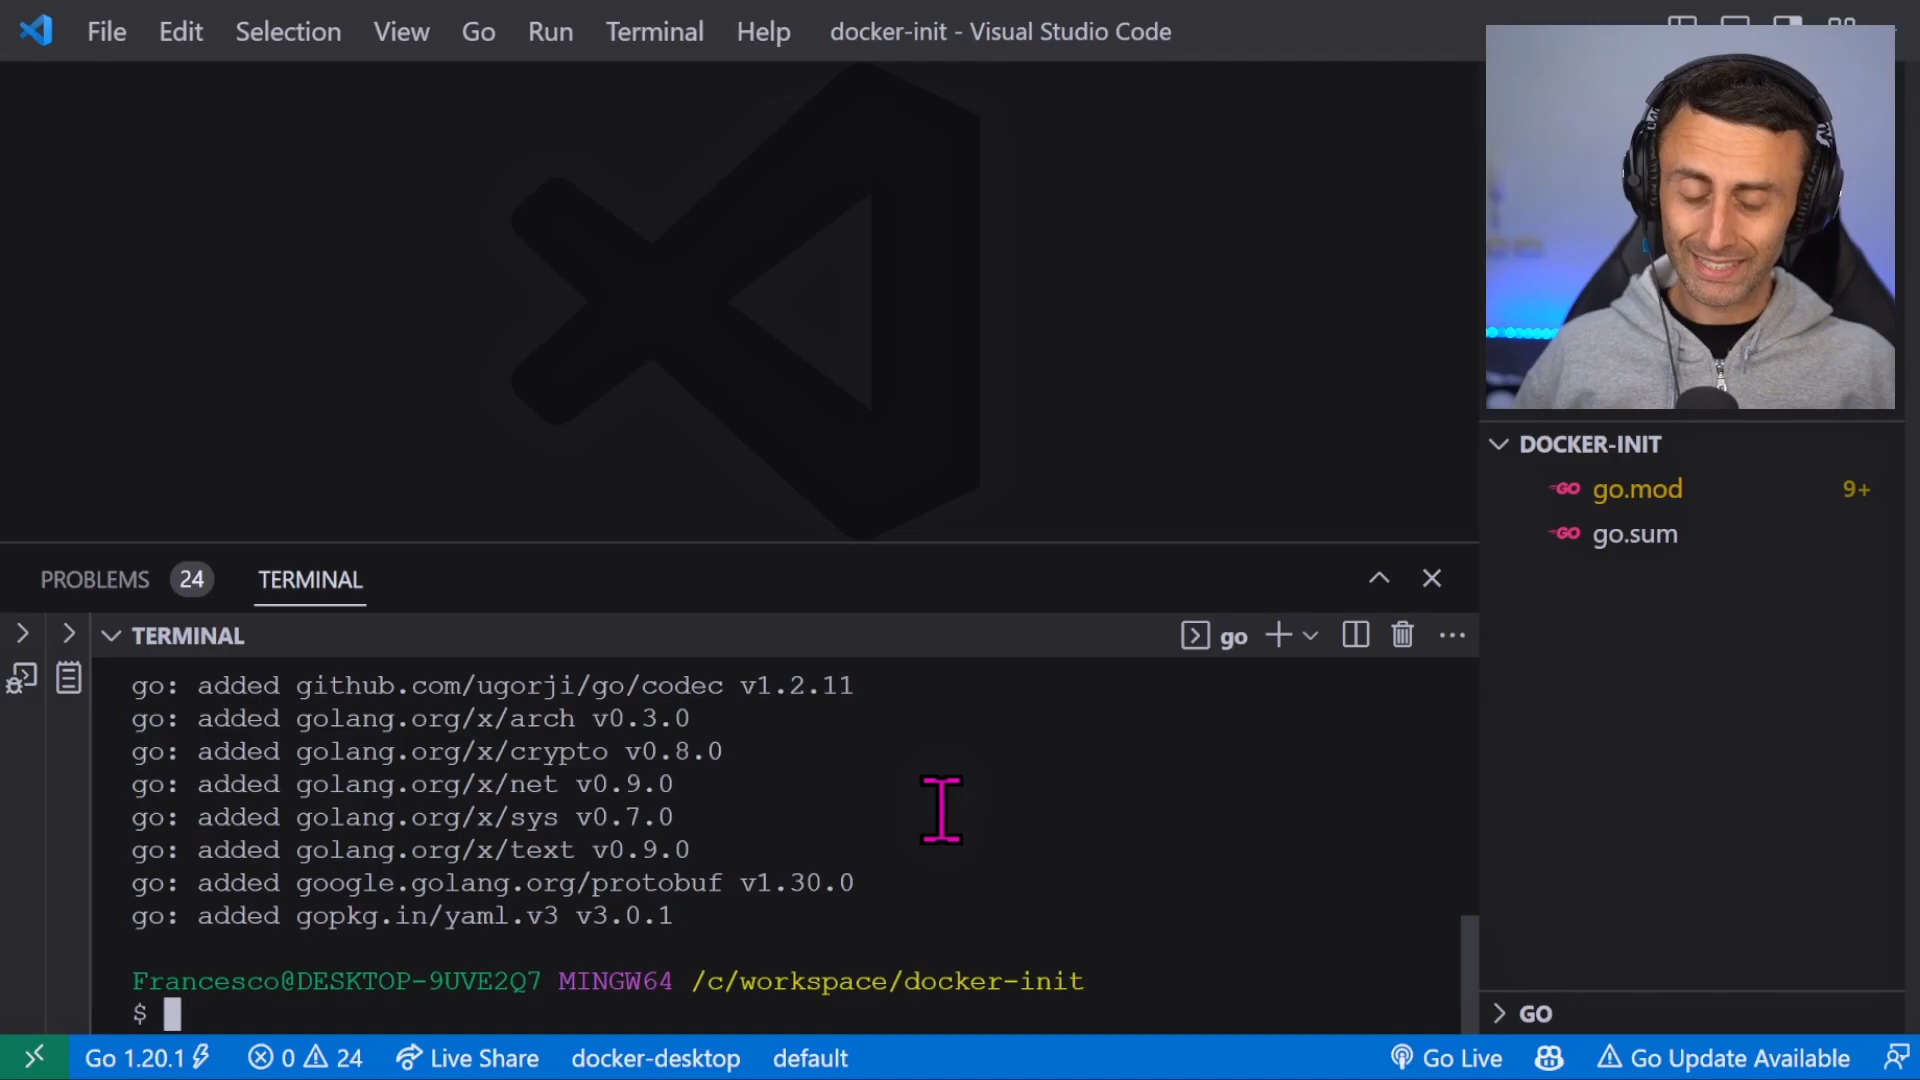 File Edit Selection View Go Run Terminal Help docker-init - Visual Studio Code
DOCKER-INIT
GO go.mod 9+
GO go.sum
PROBLEMS 24 TERMINAL
TERMINAL go
go: added github.com/ugorji/go/codec v1.2.11
go: added golang.org/x/arch v0.3.0
go: added golang.org/x/crypto v0.8.0
go: added golang.org/x/net v0.9.0
go: added golang.org/x/sys v0.7.0
go: added golang.org/x/text v0.9.0
go: added google.golang.org/protobuf v1.30.0
go: added gopkg.in/yaml.v3 v3.0.1
Francesco@DESKTOP-9UVE2Q7 MINGW64 /c/workspace/docker-init
$
GO
Go 1.20.1 0 24 Live Share docker-desktop default Go Live Go Update Available